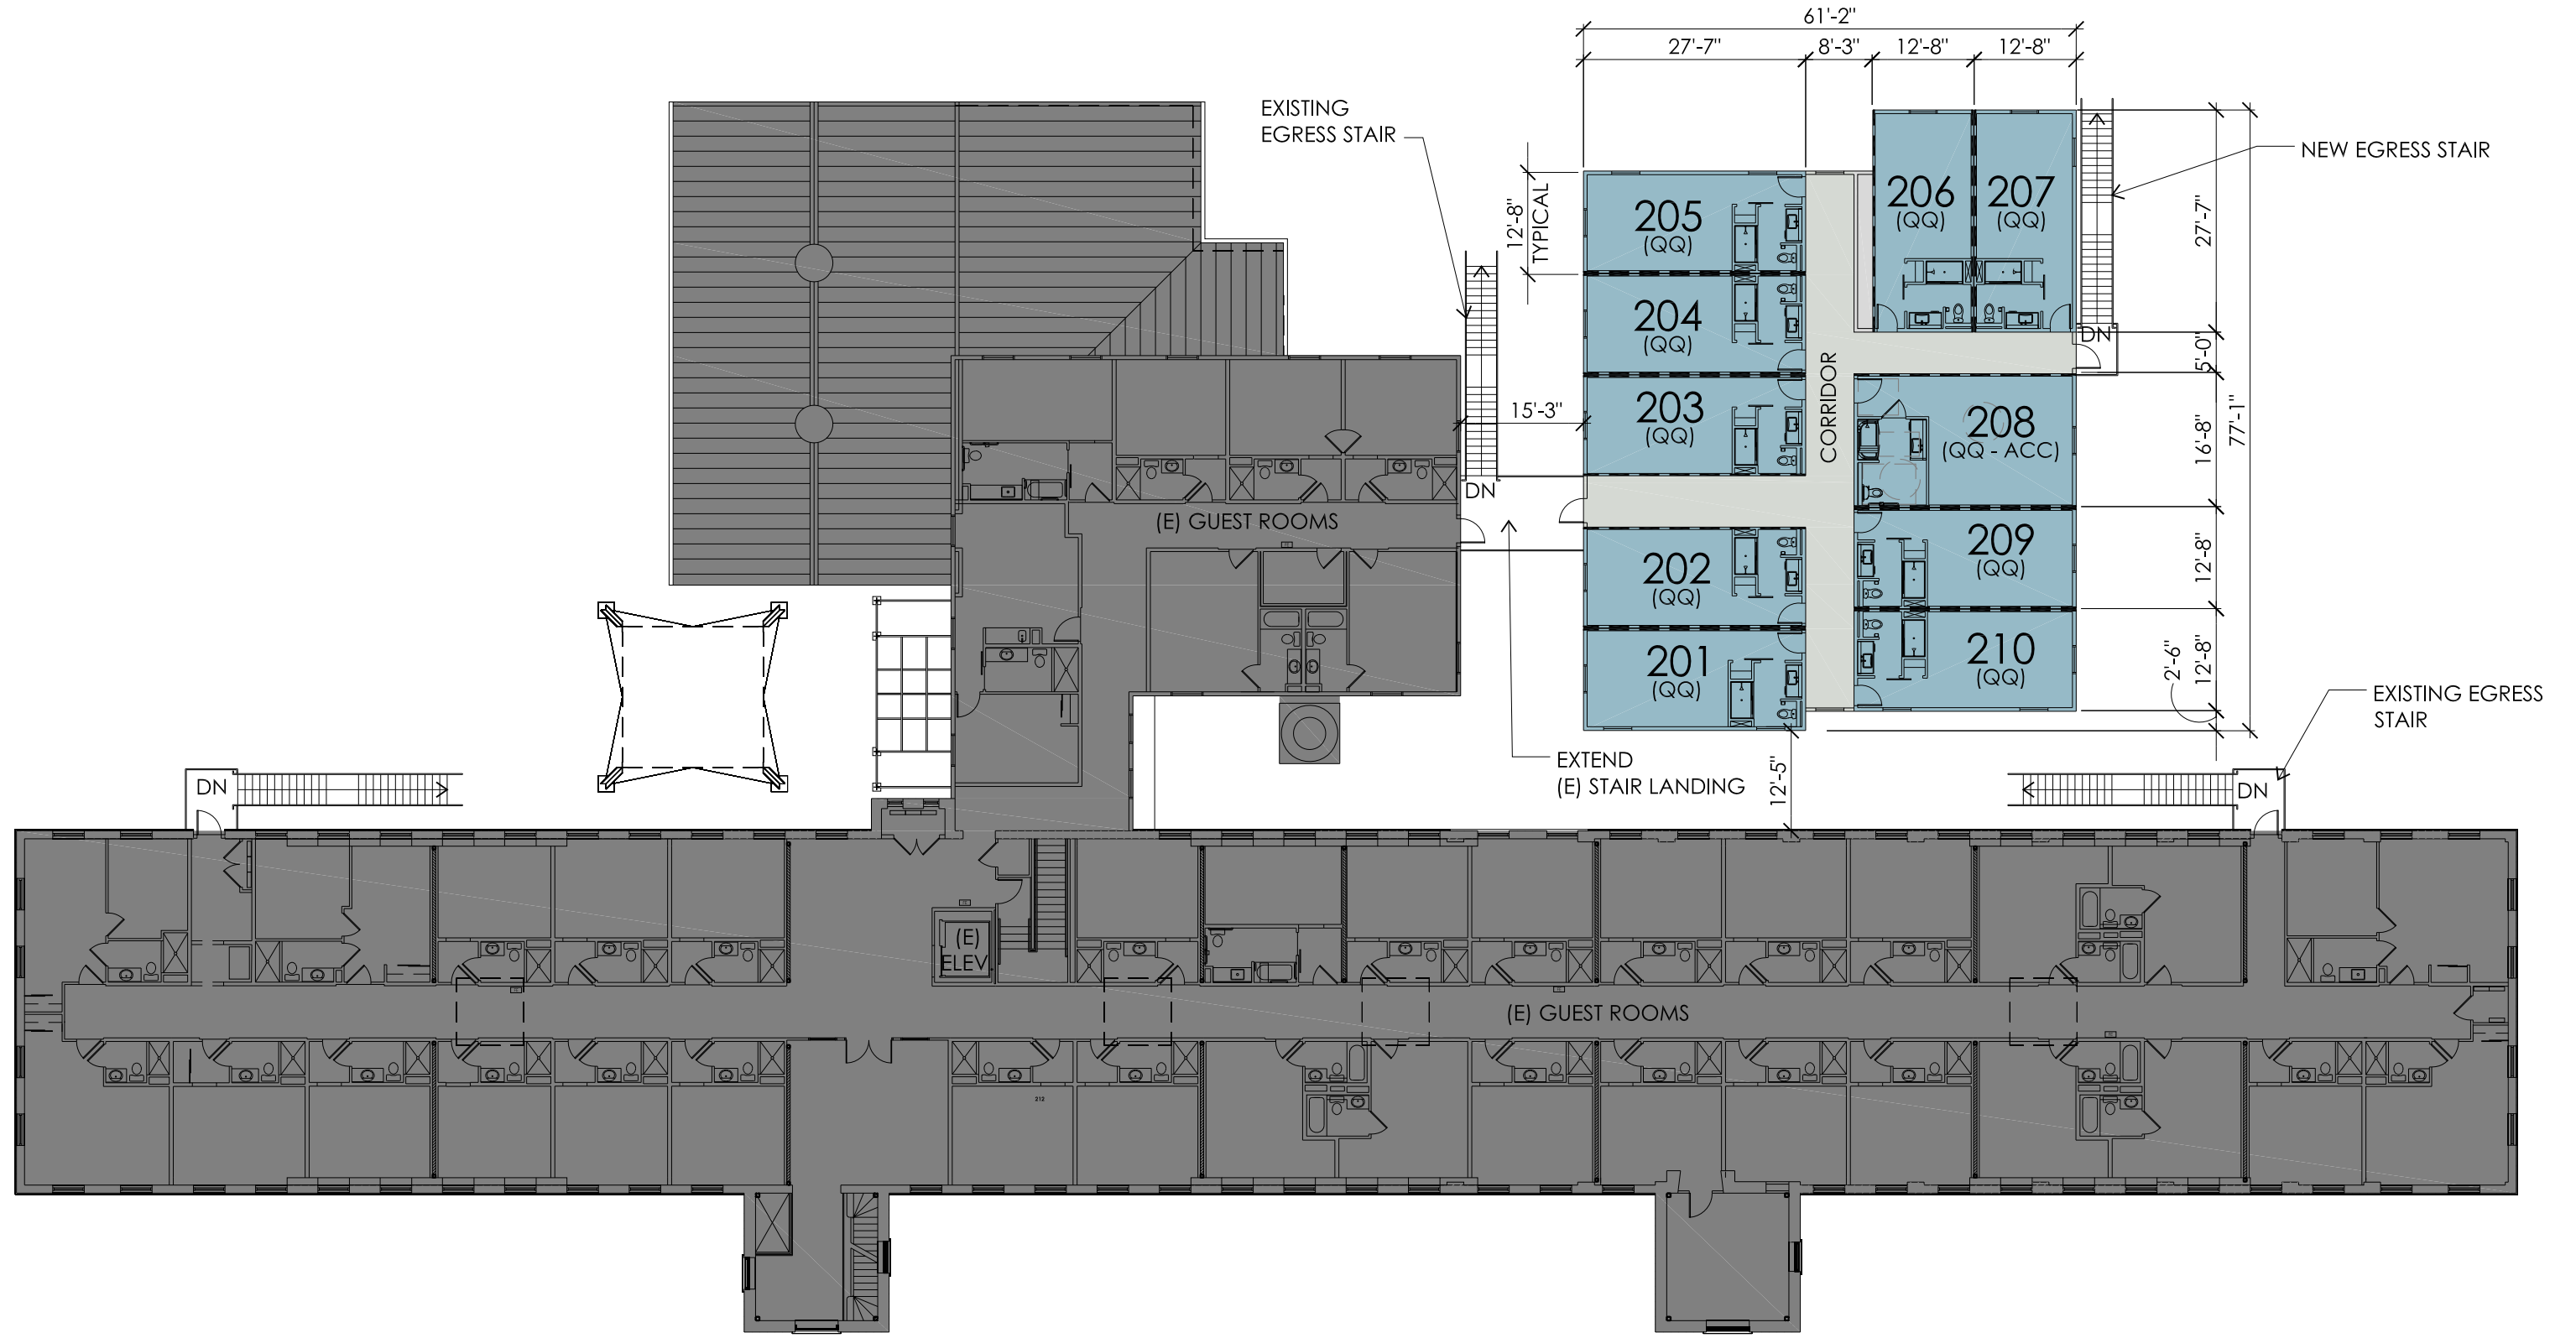 61'-2"
27'-7"
8'-3"
12'-8"
12'-8"
EXISTING
EGRESS STAIR
NEW EGRESS STAIR
12'-8"
TYPICAL
205
(QQ)
206
(QQ)
207
(QQ)
27'-7"
204
(QQ)
DN
5'-0"
CORRIDOR
15'-3"
203
(QQ)
208
(QQ - ACC)
16'-8"
77'-1"
DN
(E) GUEST ROOMS
202
(QQ)
209
(QQ)
12'-8"
201
(QQ)
210
(QQ)
12'-8"
2'-6"
EXISTING EGRESS
STAIR
EXTEND
(E) STAIR LANDING
12'-5"
DN
DN
(E)
ELEV
(E) GUEST ROOMS
212